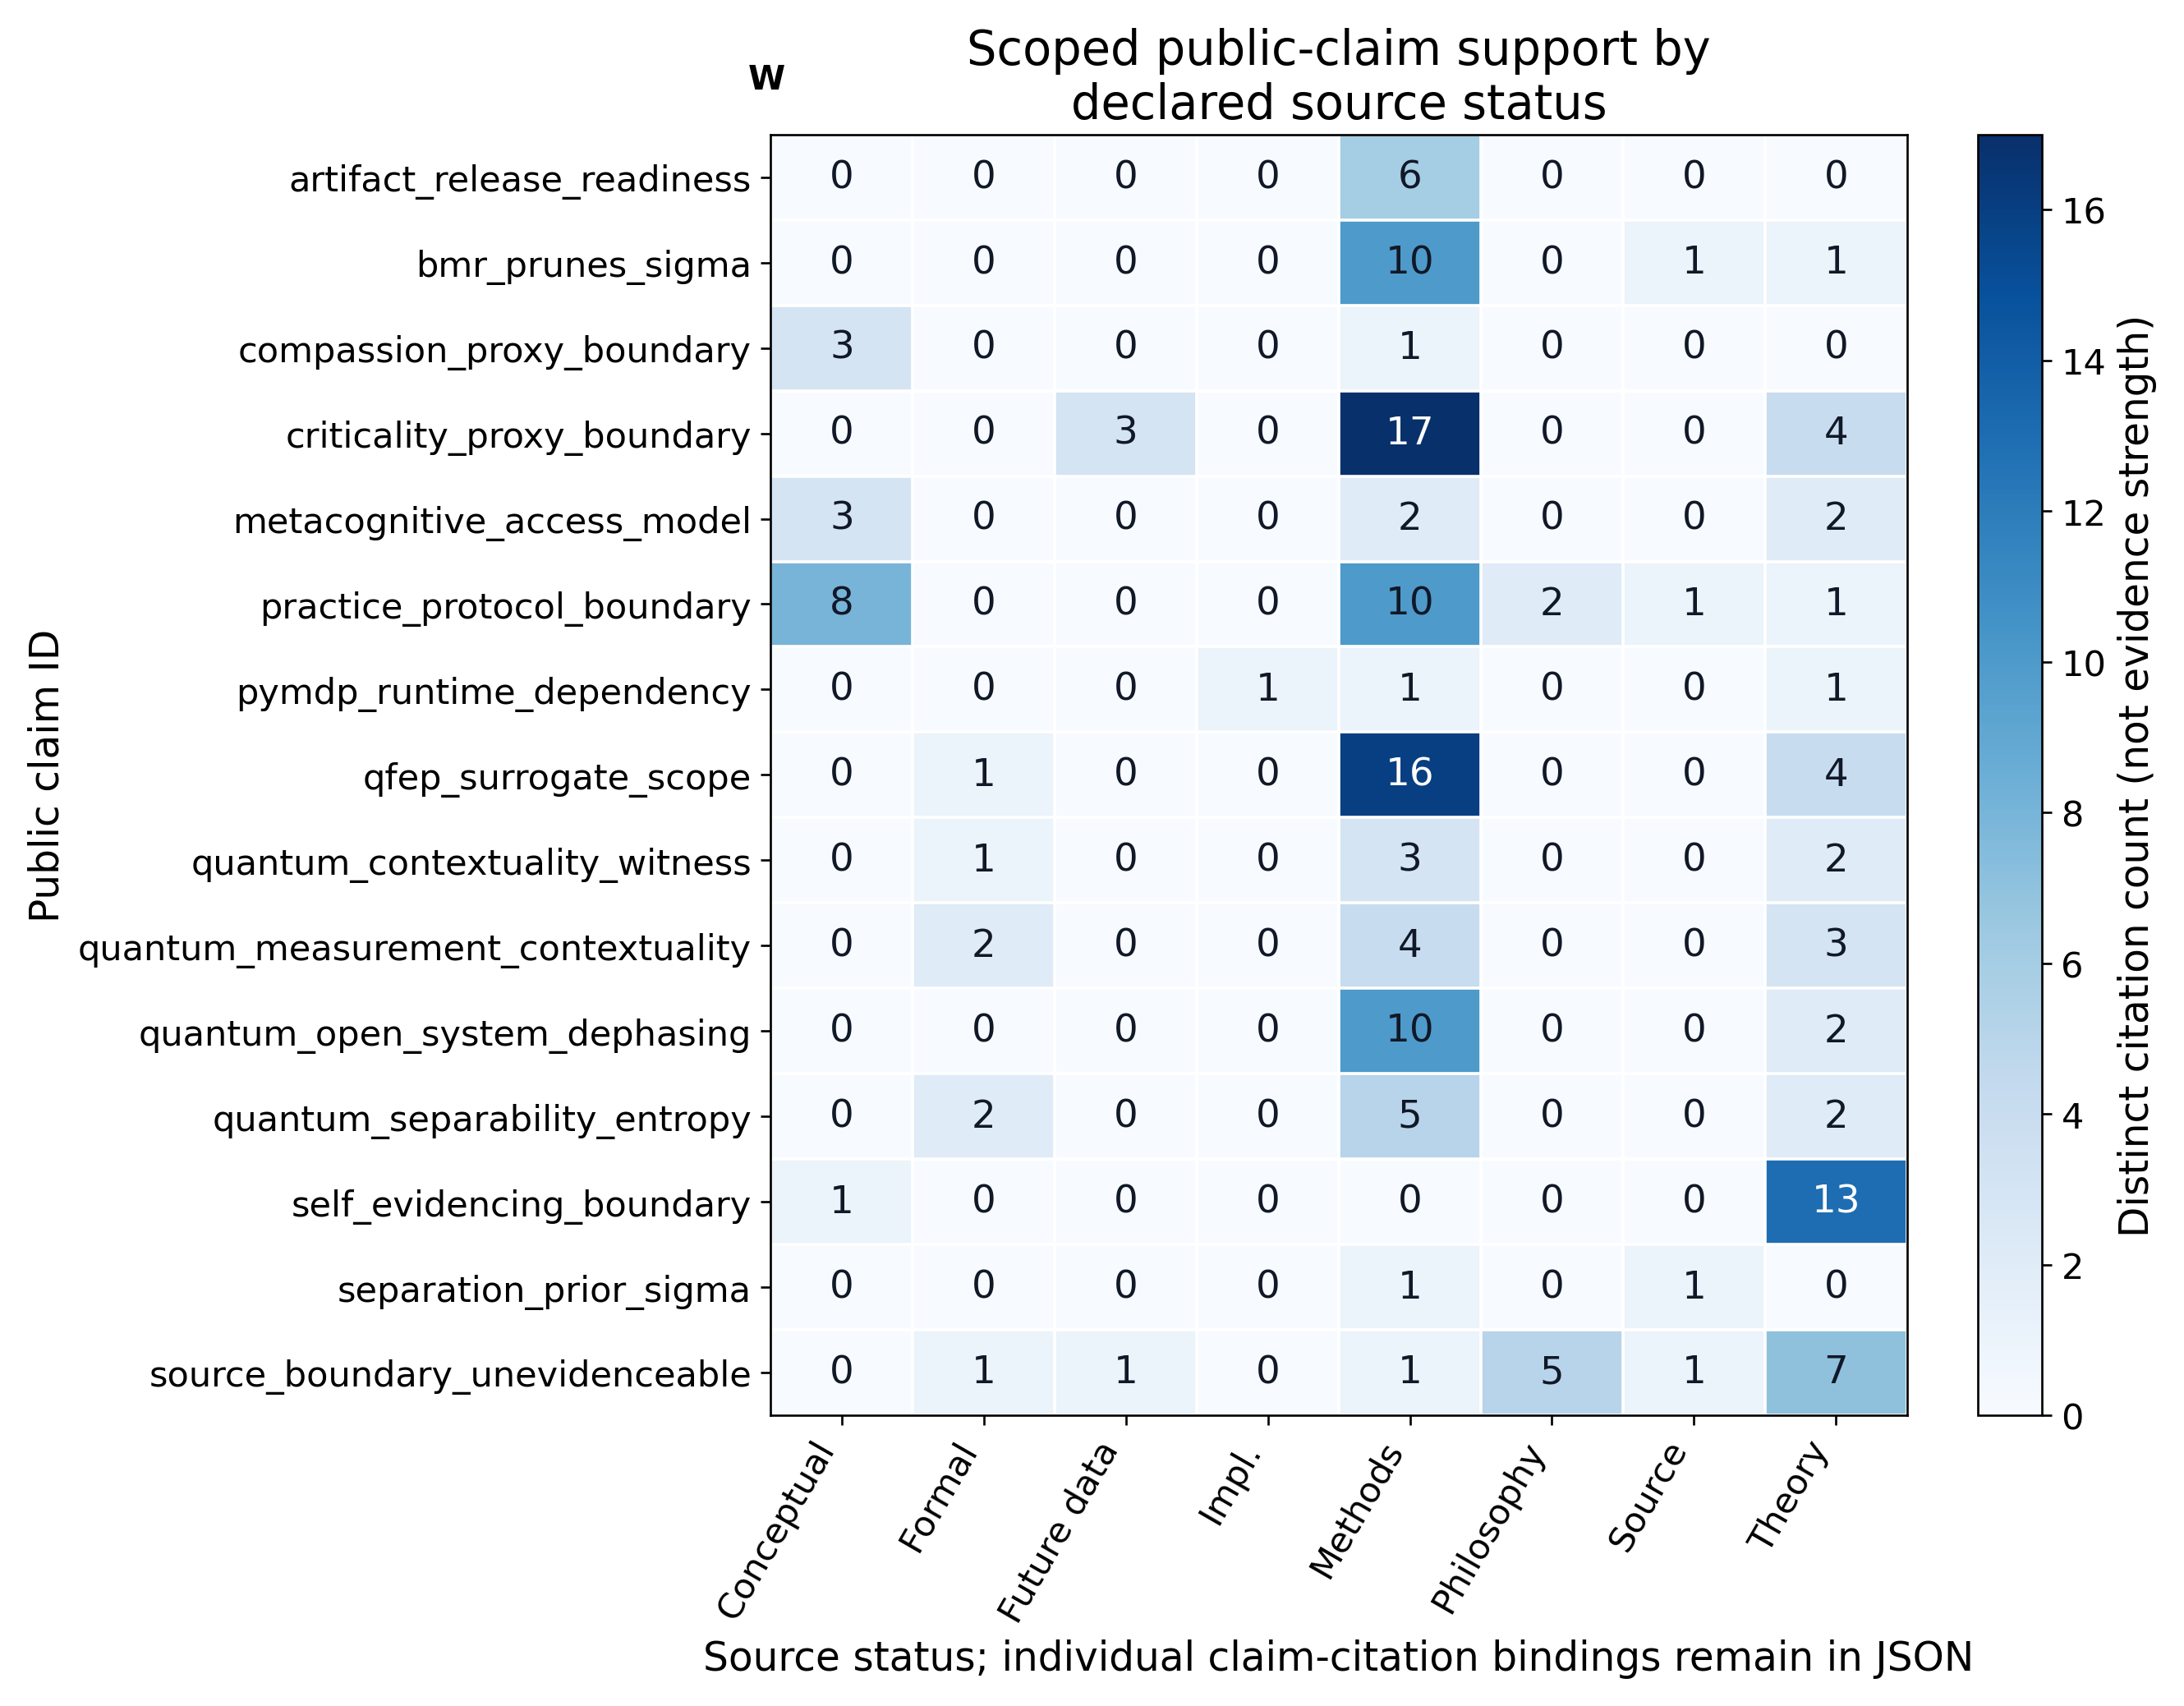 W
Scoped public-claim support by
declared source status
Public claim ID
artifact_release_readiness 0 0 0 0 6 0 0 0
bmr_prunes_sigma 0 0 0 0 10 0 1 1
compassion_proxy_boundary 3 0 0 0 1 0 0 0
criticality_proxy_boundary 0 0 3 0 17 0 0 4
metacognitive_access_model 3 0 0 0 2 0 0 2
practice_protocol_boundary 8 0 0 0 10 2 1 1
pymdp_runtime_dependency 0 0 0 1 1 0 0 1
qfep_surrogate_scope 0 1 0 0 16 0 0 4
quantum_contextuality_witness 0 1 0 0 3 0 0 2
quantum_measurement_contextuality 0 2 0 0 4 0 0 3
quantum_open_system_dephasing 0 0 0 0 10 0 0 2
quantum_separability_entropy 0 2 0 0 5 0 0 2
self_evidencing_boundary 1 0 0 0 0 0 0 13
separation_prior_sigma 0 0 0 0 1 0 1 0
source_boundary_unevidenceable 0 1 1 0 1 5 1 7
Conceptual Formal Future data Impl. Methods Philosophy Source Theory
Source status; individual claim-citation bindings remain in JSON
16
14
12
10
8
6
4
2
0
Distinct citation count (not evidence strength)